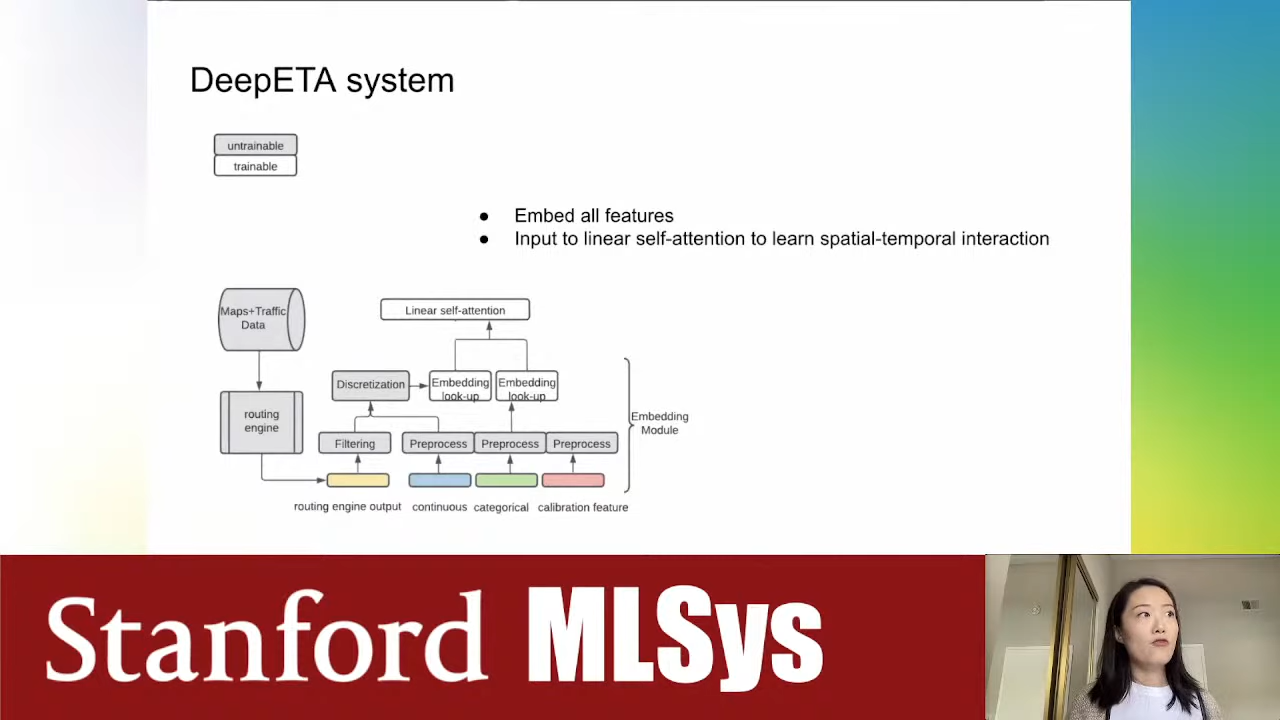 DeepETA system
untrainable
trainable
● Embed all features
● Input to linear self-attention to learn spatial-temporal interaction
Maps+Traffic
Data
Linear self-attention
Discretization
Embedding
look-up
Embedding
look-up
routing
engine
Embedding
Module
Filtering
Preprocess
Preprocess
Preprocess
routing engine output
continuous
categorical
calibration feature
Stanford MLSys